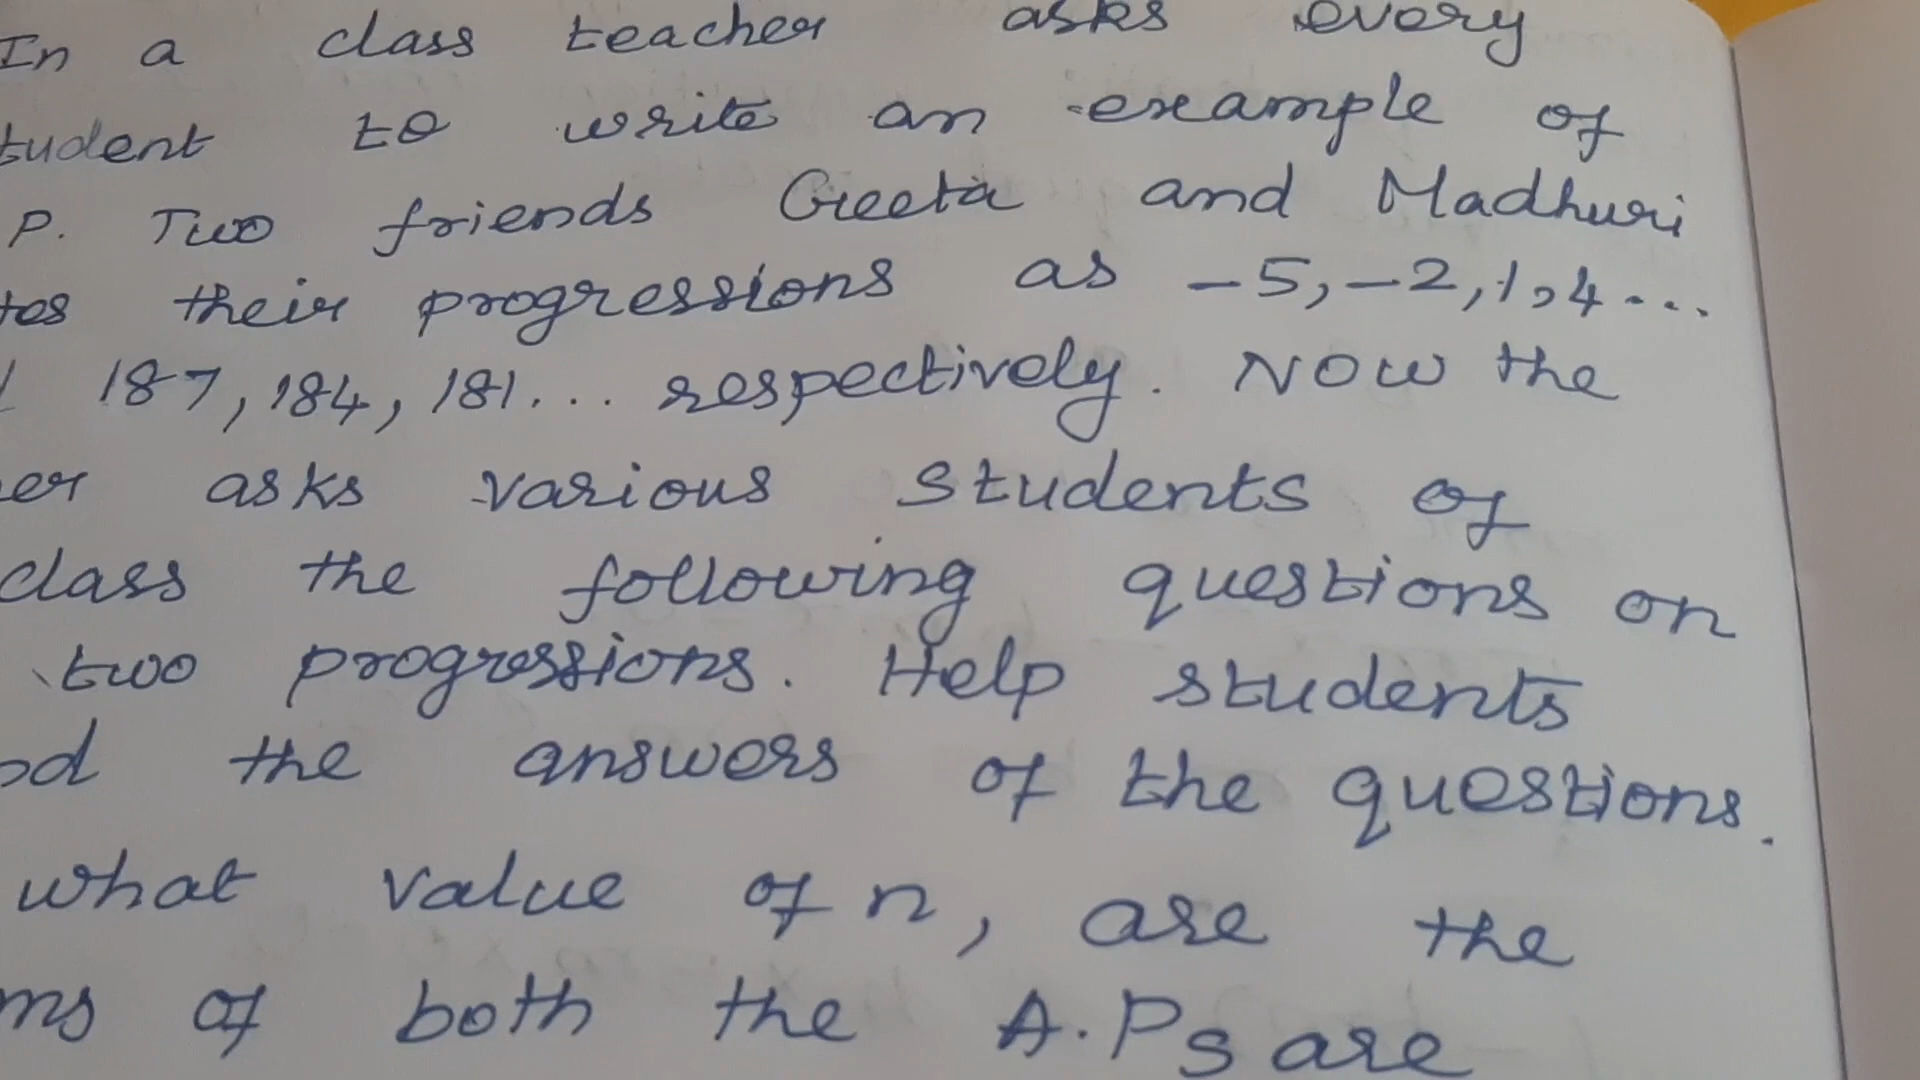 In a class teacher asks every
tudent to write an example of
P. Two friends Geeta and Madhuri
tes their progressions as -5, -2, 1, 4 ...
187, 184, 181... respectively. Now the
er asks various students of
class the following questions on
two progressions. Help students
the answers of the questions.
what value of n, are the
ms of both the A.Ps are